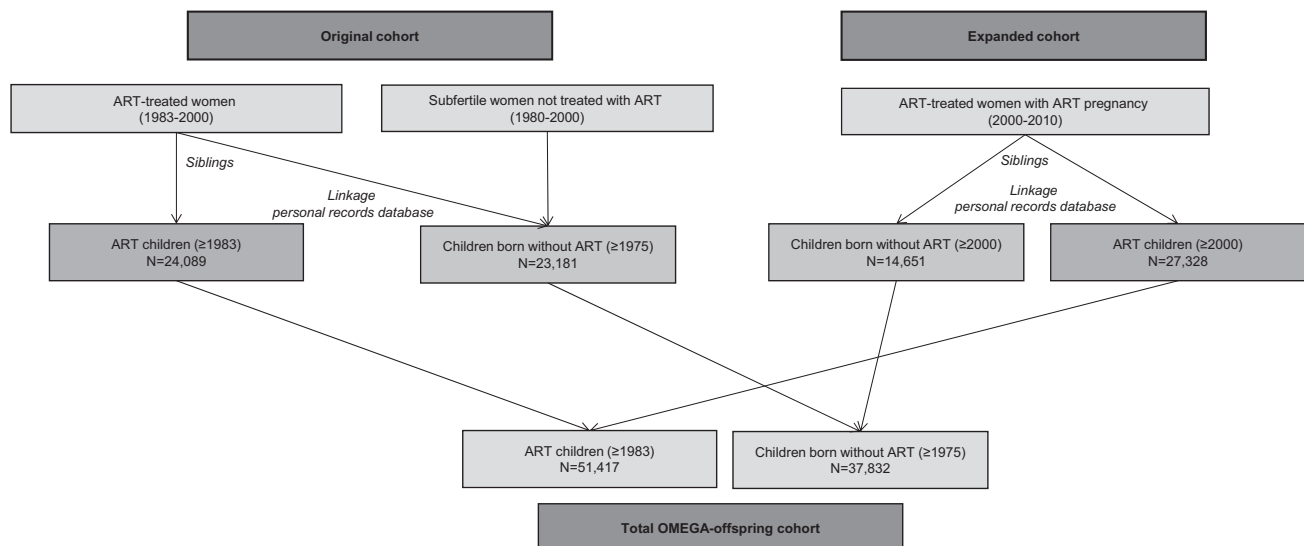 Original cohort
Expanded cohort
ART-treated women
(1983-2000)
Subfertile women not treated with ART
(1980-2000)
ART-treated women with ART pregnancy
(2000-2010)
Siblings
Linkage
personal records database
Siblings
Linkage
personal records database
ART children (≥1983)
N=24,089
Children born without ART (≥1975)
N=23,181
Children born without ART (≥2000)
N=14,651
ART children (≥2000)
N=27,328
ART children (≥1983)
N=51,417
Children born without ART (≥1975)
N=37,832
Total OMEGA-offspring cohort